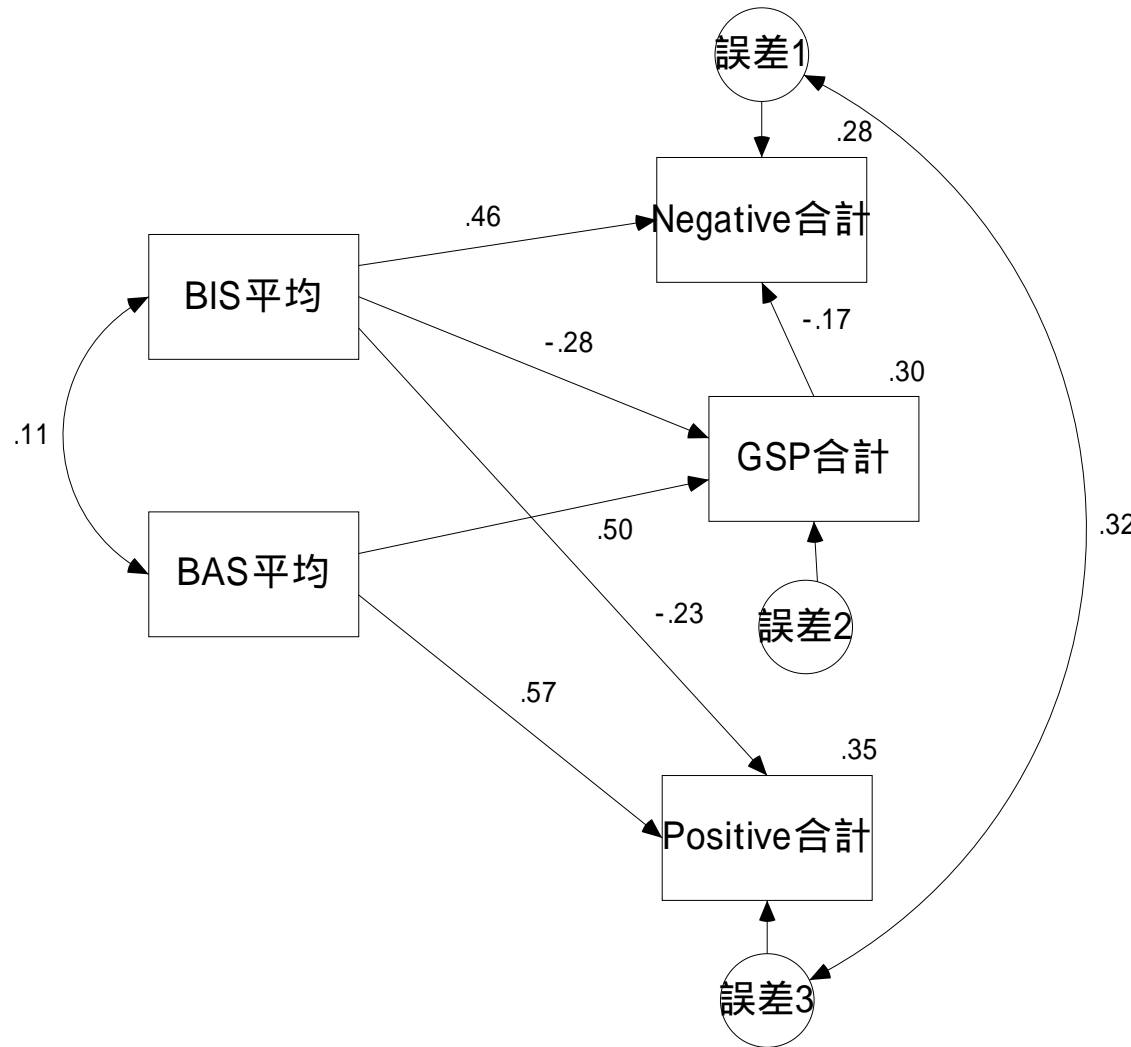 誤差1
.28
Negative合計
.46
BIS平均
-.17
-.28
.30
.11
GSP合計
.50
.32
BAS平均
-.23
誤差2
.57
.35
Positive合計
誤差3